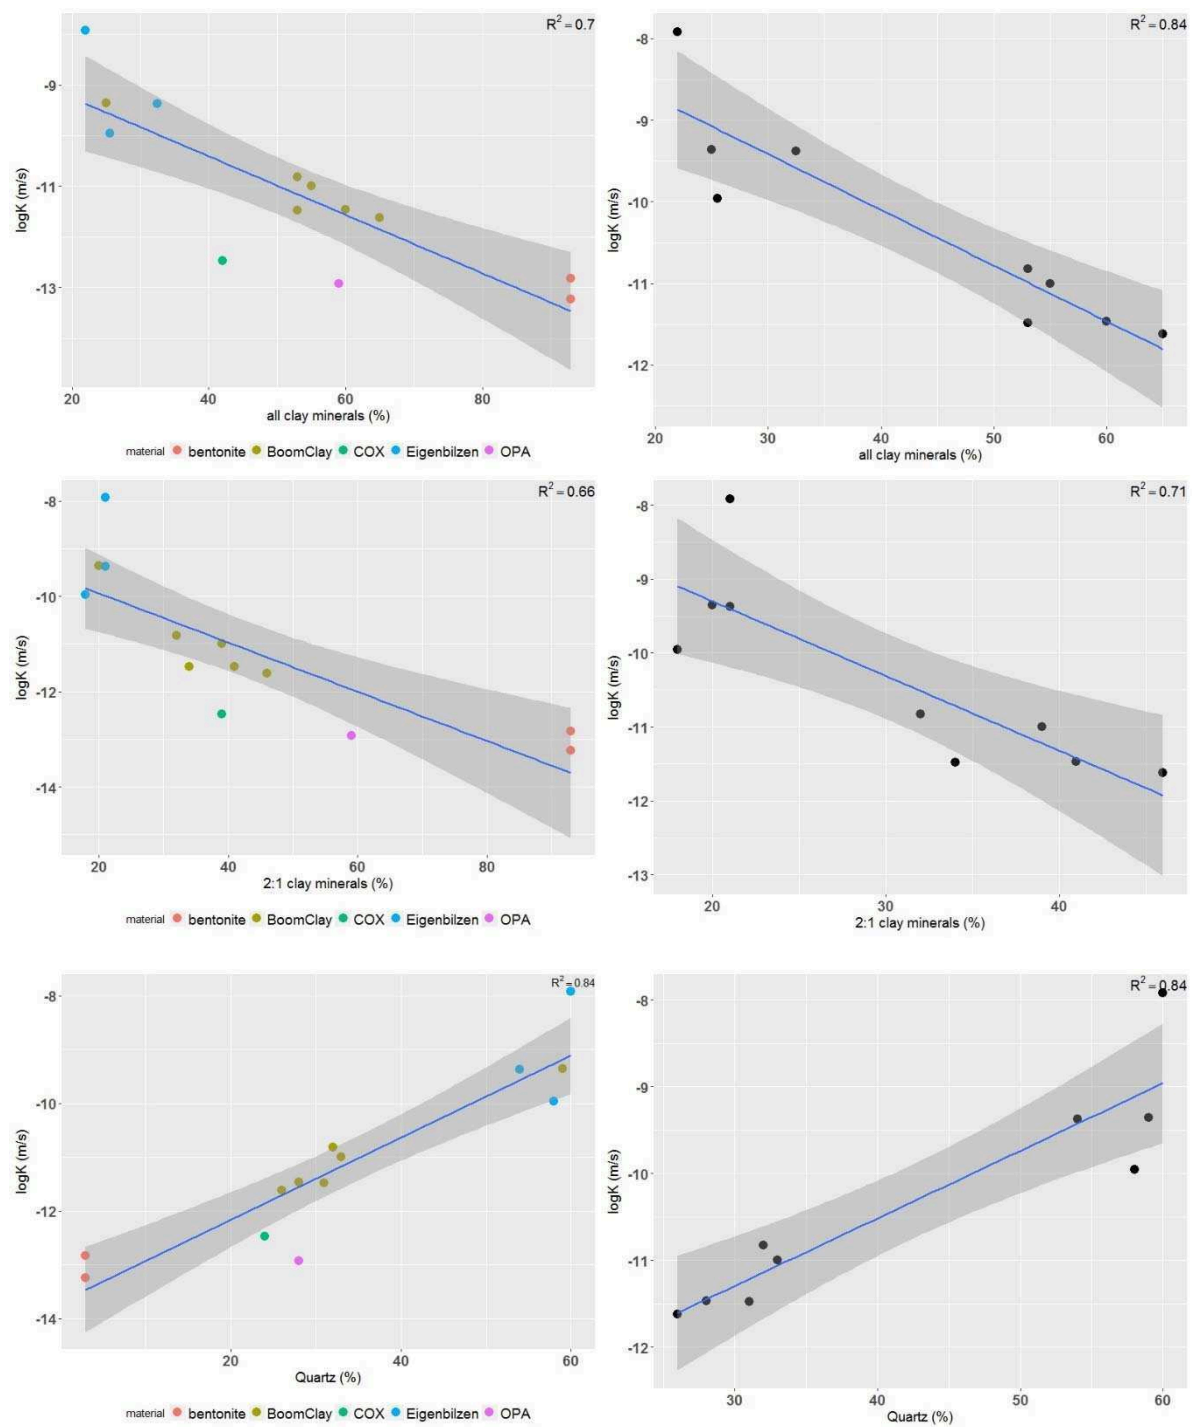 R² = 0.7
-9
-11
-13
logK (m/s)
20 40 60 80
all clay minerals (%)
material bentonite BoomClay COX Eigenbilzen OPA
R² = 0.84
-8
-9
-10
-11
-12
logK (m/s)
20 30 40 50 60
all clay minerals (%)
R² = 0.66
-8
-10
-12
-14
logK (m/s)
20 40 60 80
2:1 clay minerals (%)
material bentonite BoomClay COX Eigenbilzen OPA
R² = 0.71
-8
-9
-10
-11
-12
-13
logK (m/s)
20 30 40
2:1 clay minerals (%)
R² = 0.84
-8
-10
-12
-14
logK (m/s)
20 40 60
Quartz (%)
material bentonite BoomClay COX Eigenbilzen OPA
R² = 0.84
-8
-9
-10
-11
-12
logK (m/s)
30 40 50 60
Quartz (%)